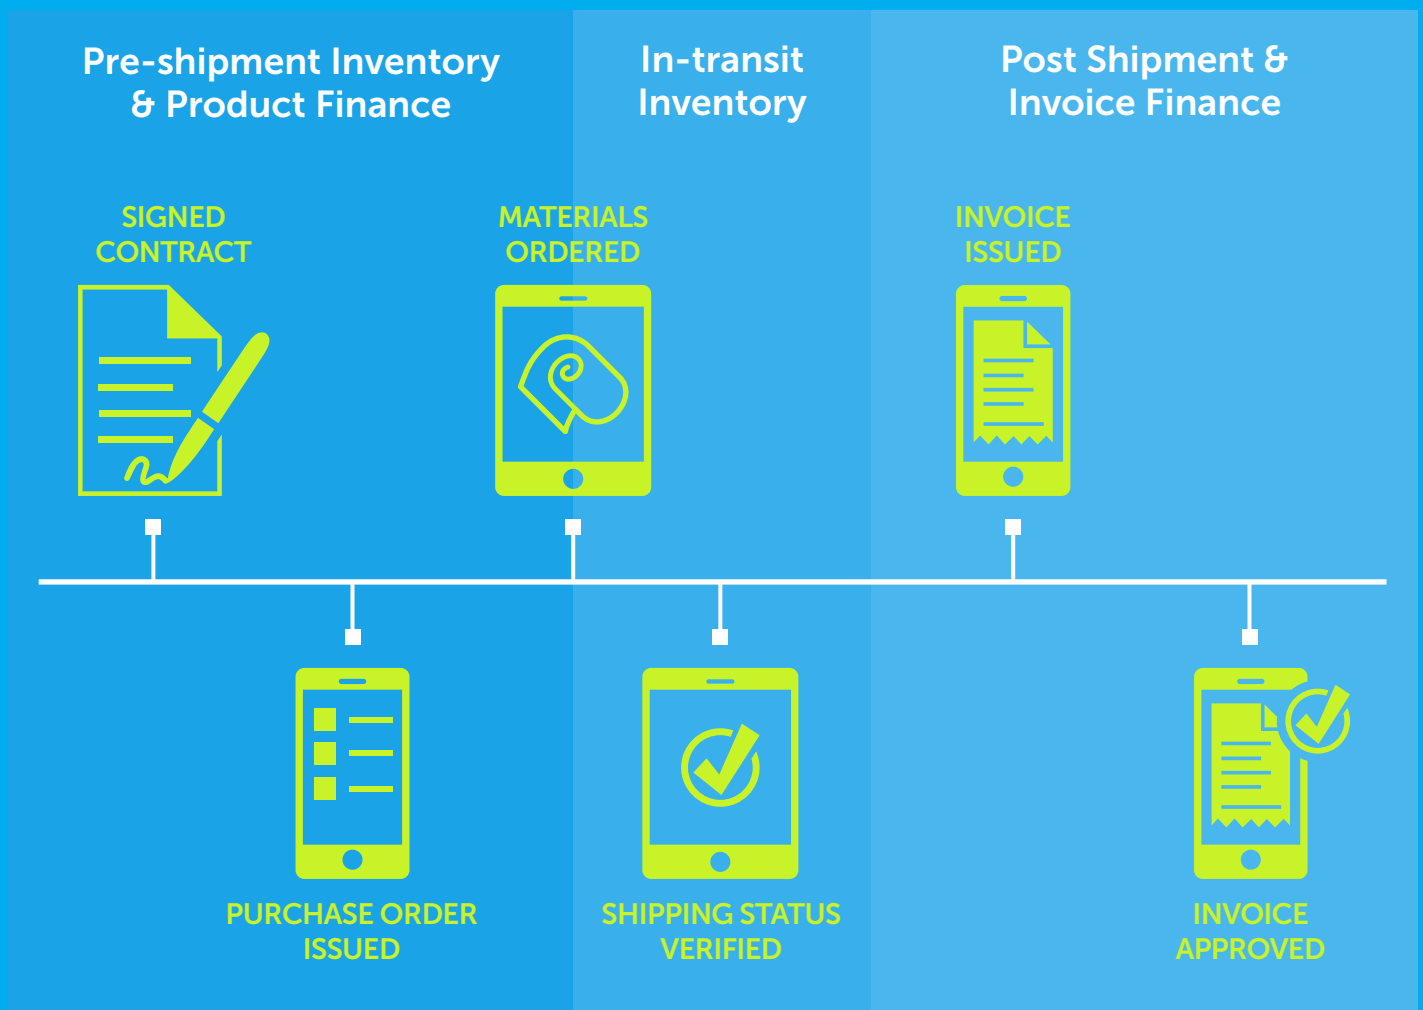 Pre-shipment Inventory
& Product Finance
In-transit
Inventory
Post Shipment &
Invoice Finance
SIGNED
CONTRACT
MATERIALS
ORDERED
INVOICE
ISSUED
PURCHASE ORDER
ISSUED
SHIPPING STATUS
VERIFIED
INVOICE
APPROVED